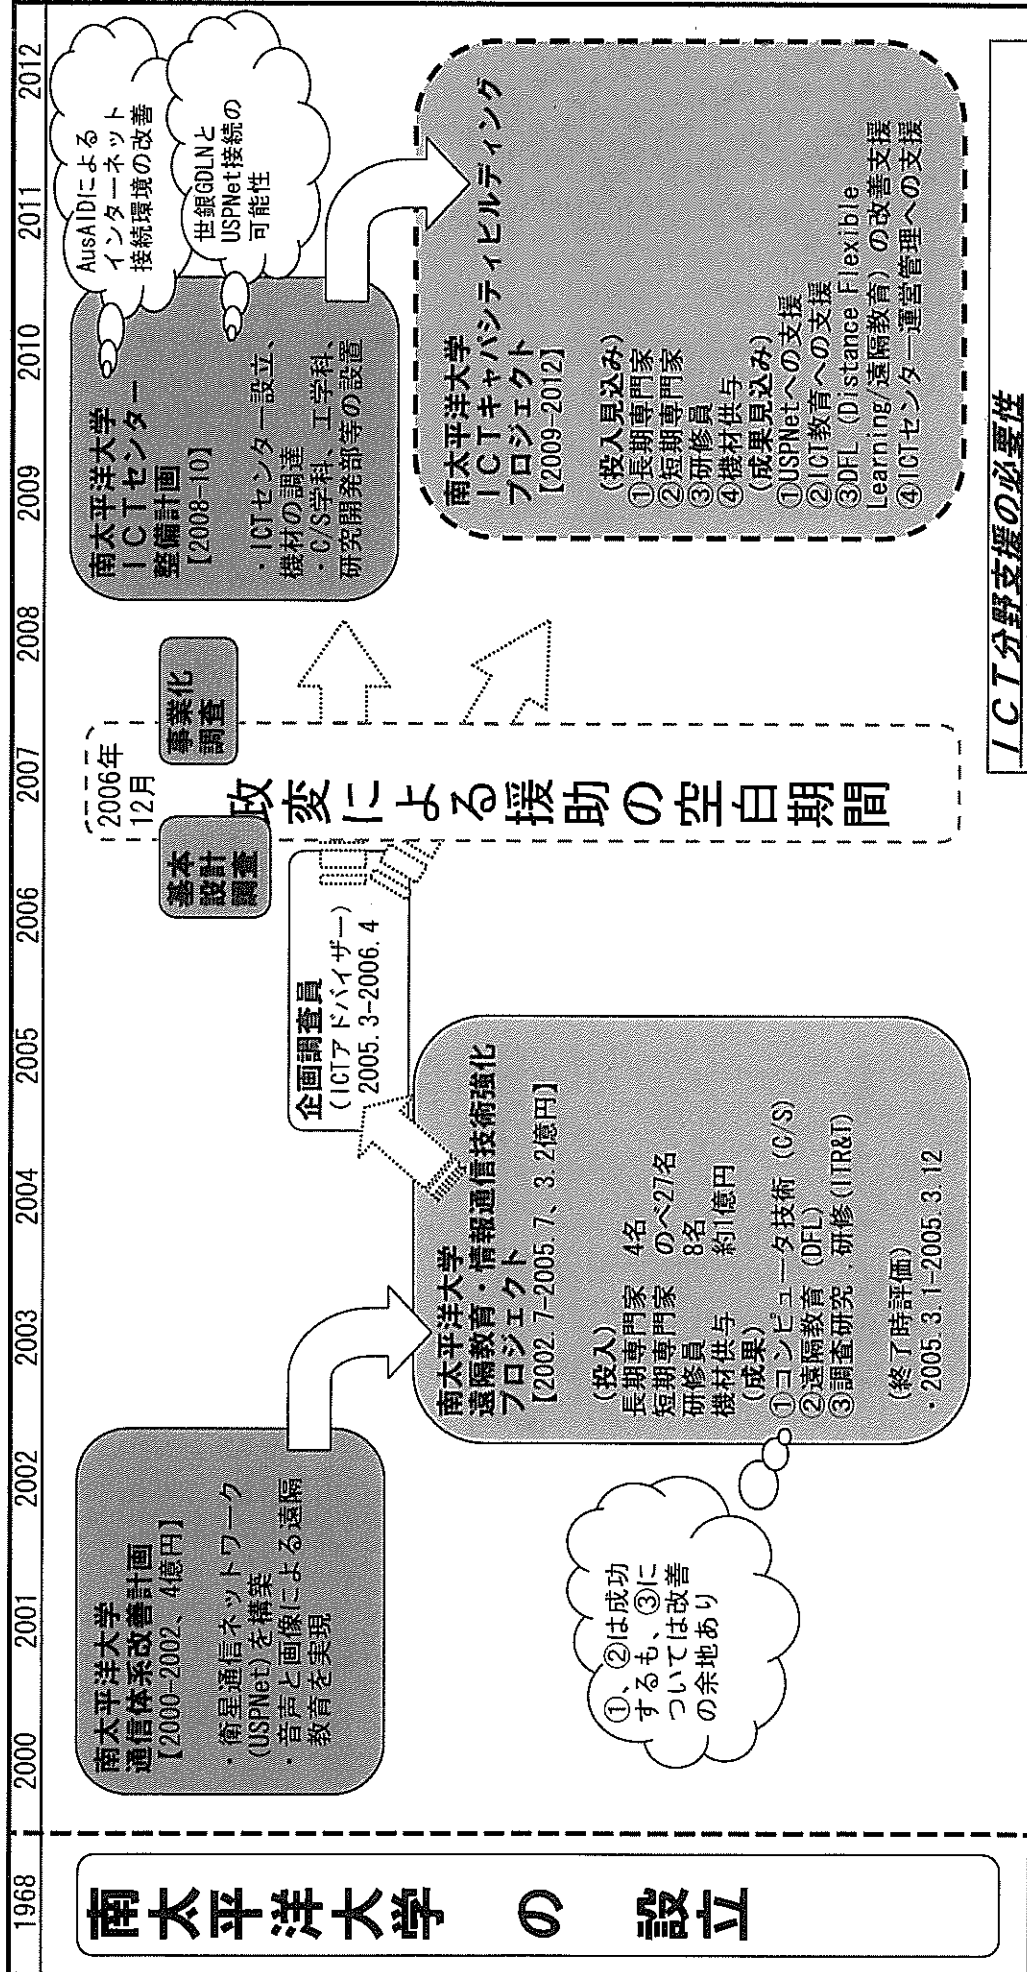 1968
2000
2001
2002
2003
2004
2005
2006
2007
2008
2009
2010
2011
2012
南太平洋大学の設立
南太平洋大学
通信体系改善計画
【2000-2002、4億円】
・衛星通信ネットワーク
(USPNet)を構築
・音声と画像による遠隔
教育を実現
①、②は成功
するも、③に
ついては改善
の余地あり
南太平洋大学
遠隔教育・情報通信技術強化
プロジェクト
【2002.7-2005.7、3.2億円】
(投入)
長期専門家 4名
短期専門家 のべ27名
研修員 8名
機材供与 約1億円
(成果)
①コンピュータ技術(C/S)
②遠隔教育(DFL)
③調査研究.研修(ITR&T)
(終了時評価)
・2005.3.1-2005.3.12
企画調査員
(ICTアドバイザー)
2005.3-2006.4
基本
設計
調査
2006年
12月
政変による援助の空白期間
事業化
調査
南太平洋大学
ICTセンター
整備計画
【2008-10】
・ICTセンター設立、
機材の調達
・C/S学科、工学科、
研究開発部等の設置
AusAIDによる
インターネット
接続環境の改善
世銀GDLNと
USPNet接続の
可能性
南太平洋大学
ICTキャパシティビルディング
プロジェクト
【2009-2012】
(投入見込み)
①長期専門家
②短期専門家
③研修員
④機材供与
(成果見込み)
①USPNetへの支援
②ICT教育への支援
③DFL(Distance Flexible
Learning/遠隔教育)の改善支援
④ICTセンター運営管理への支援
ICT分野支援の必要性